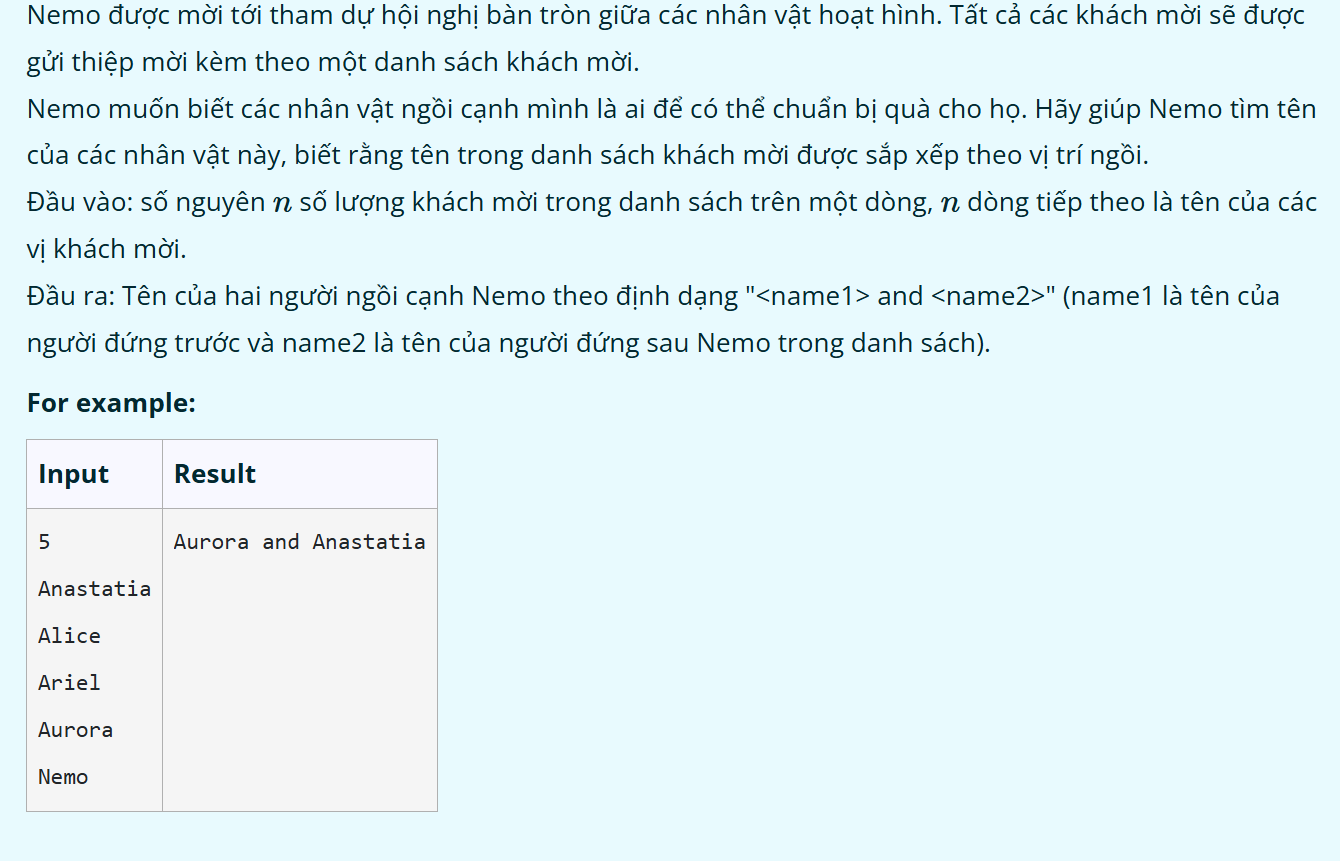 Nemo được mời tới tham dự hội nghị bàn tròn giữa các nhân vật hoạt hình. Tất cả các khách mời sẽ được
gửi thiệp mời kèm theo một danh sách khách mời.
Nemo muốn biết các nhân vật ngồi cạnh mình là ai để có thể chuẩn bị quà cho họ. Hãy giúp Nemo tìm tên
của các nhân vật này, biết rằng tên trong danh sách khách mời được sắp xếp theo vị trí ngồi.
Đầu vào: số nguyên n số lượng khách mời trong danh sách trên một dòng, n dòng tiếp theo là tên của các
vị khách mời.
Đầu ra: Tên của hai người ngồi cạnh Nemo theo định dạng "<name1> and <name2>" (name1 là tên của
người đứng trước và name2 là tên của người đứng sau Nemo trong danh sách).
For example:
Input Result
5 Aurora and Anastatia
Anastatia
Alice
Ariel
Aurora
Nemo